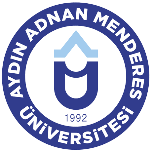 AYDIN ADNAN MENDERES
ÜNİVERSİTESİ
1992